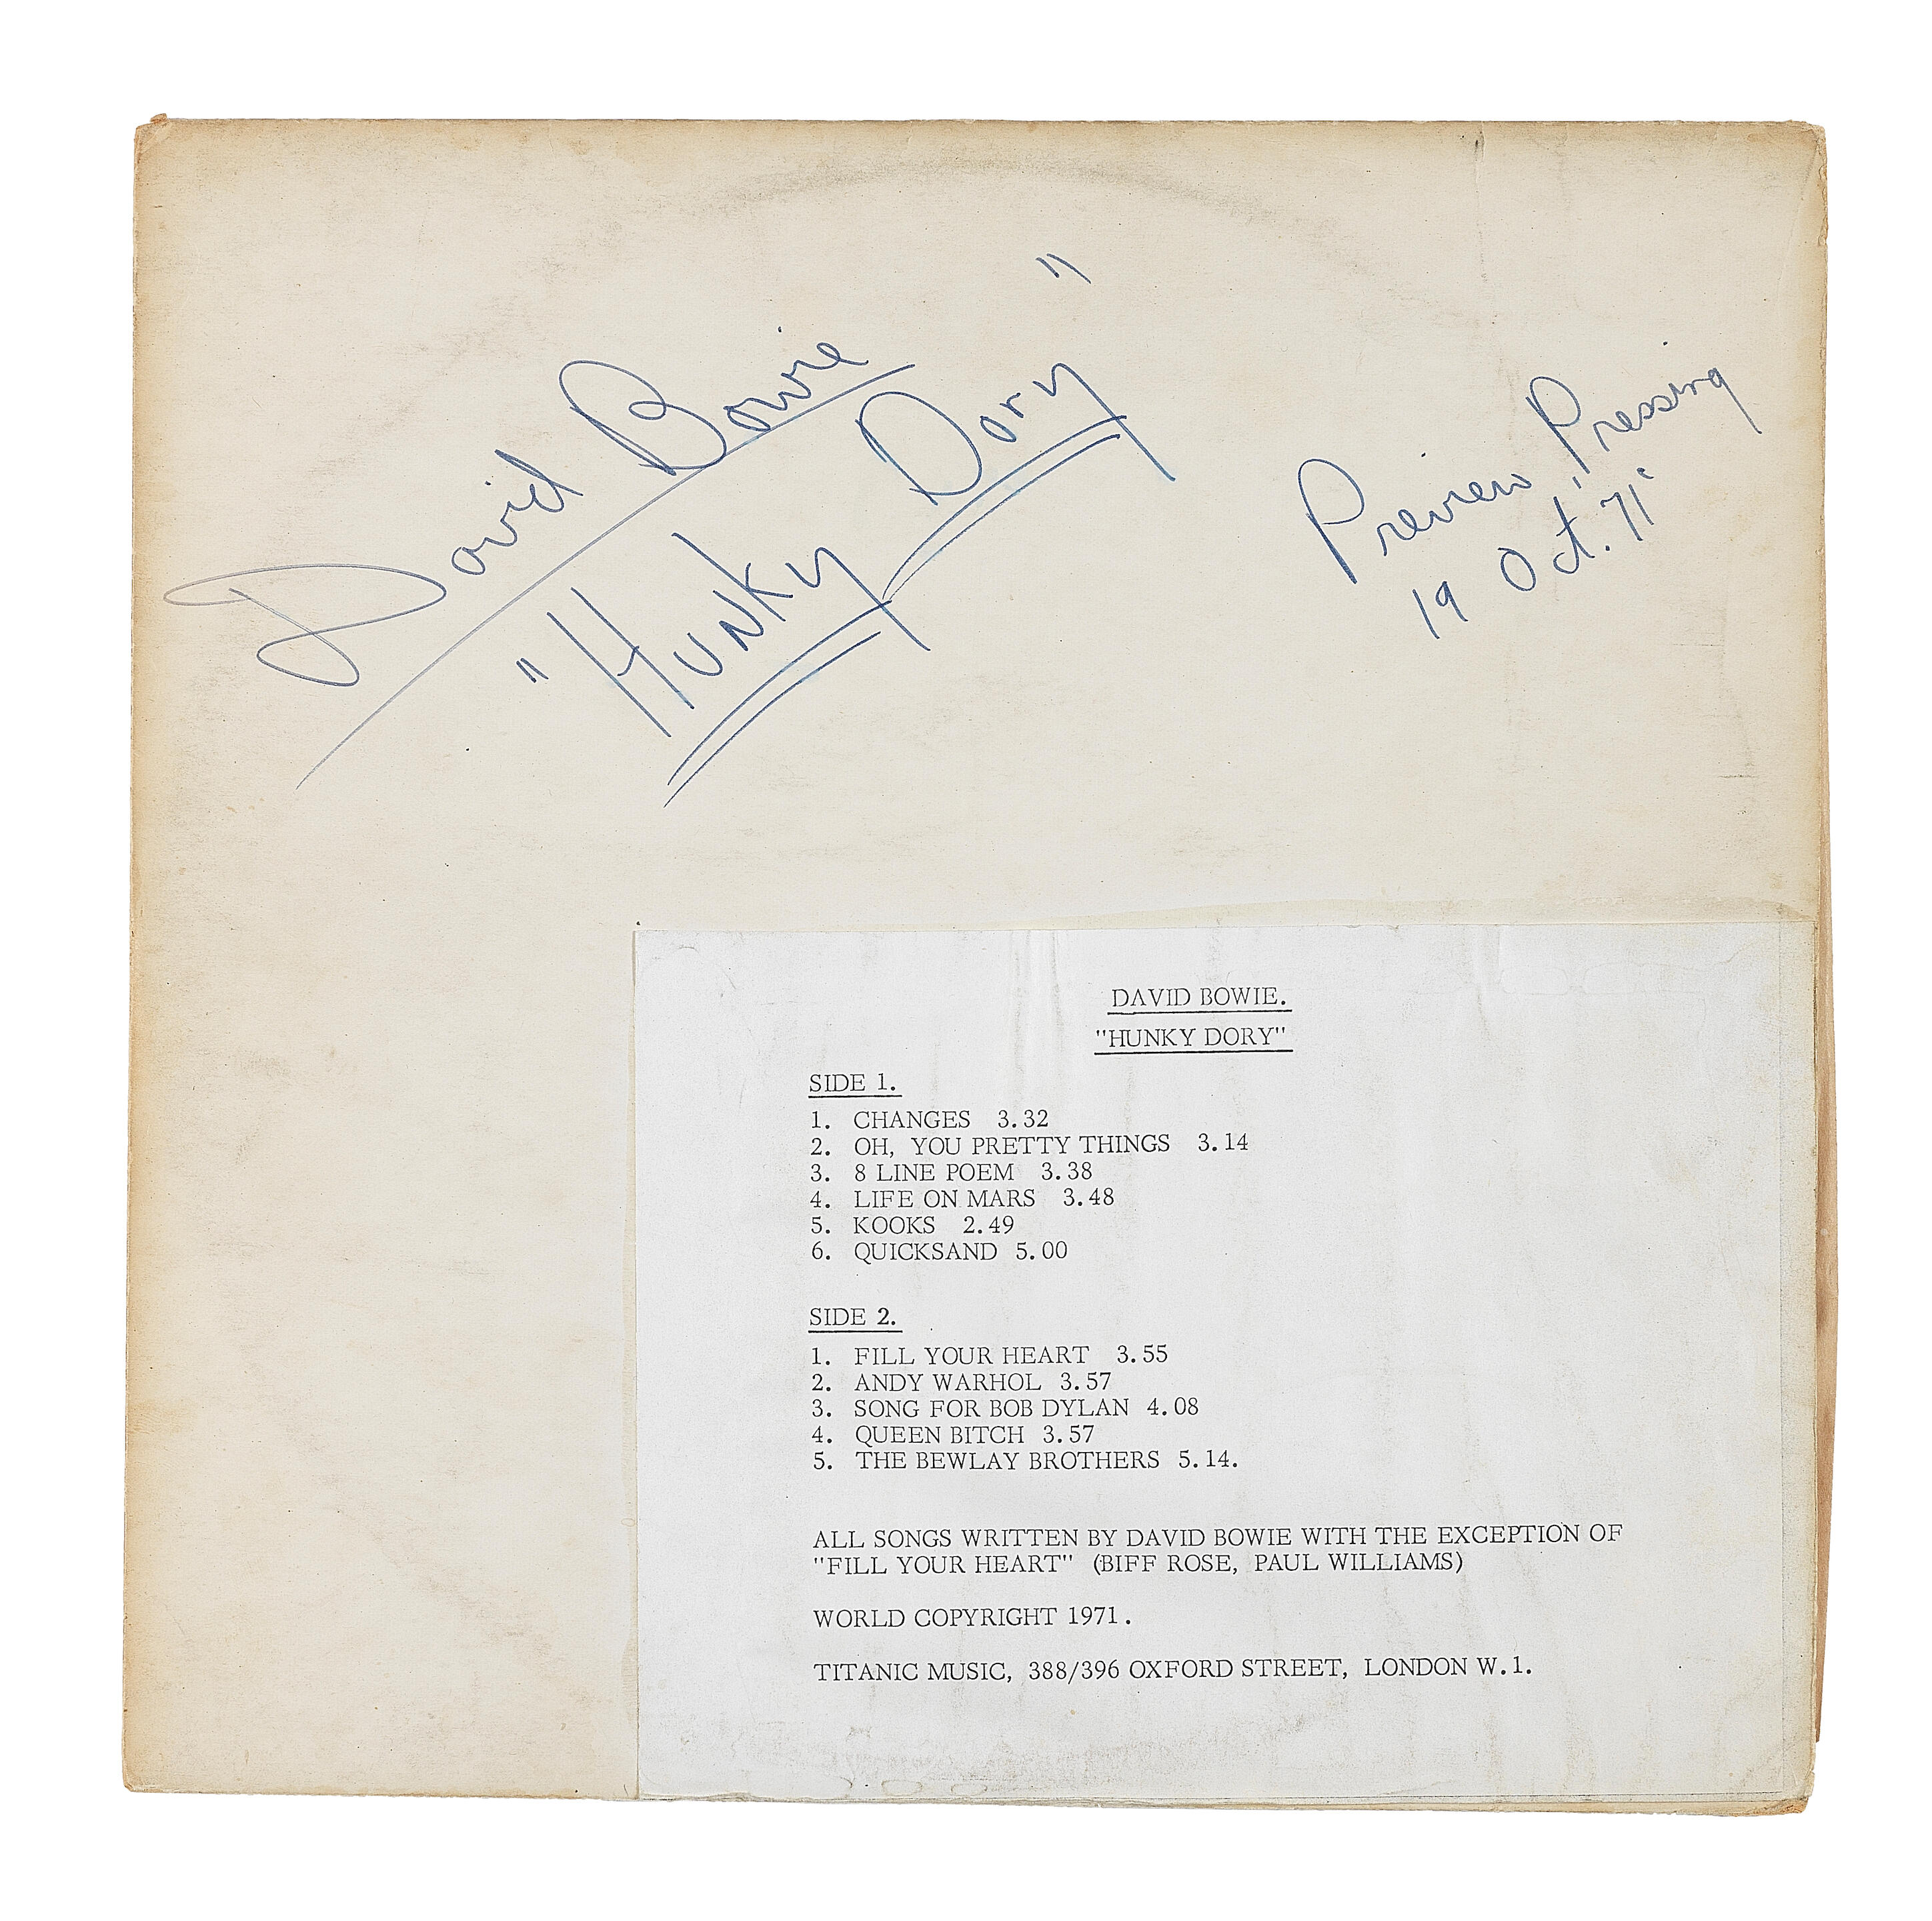 David Bowie
"Hunky Dory"
Preview Pressing
19 Oct. '71'
DAVID BOWIE.
"HUNKY DORY"
SIDE 1.
1. CHANGES 3.32
2. OH, YOU PRETTY THINGS 3.14
3. 8 LINE POEM 3.38
4. LIFE ON MARS 3.48
5. KOOKS 2.49
6. QUICKSAND 5.00
SIDE 2.
1. FILL YOUR HEART 3.55
2. ANDY WARHOL 3.57
3. SONG FOR BOB DYLAN 4.08
4. QUEEN BITCH 3.57
5. THE BEWLAY BROTHERS 5.14.
ALL SONGS WRITTEN BY DAVID BOWIE WITH THE EXCEPTION OF
"FILL YOUR HEART" (BIFF ROSE, PAUL WILLIAMS)
WORLD COPYRIGHT 1971.
TITANIC MUSIC, 388/396 OXFORD STREET, LONDON W.1.